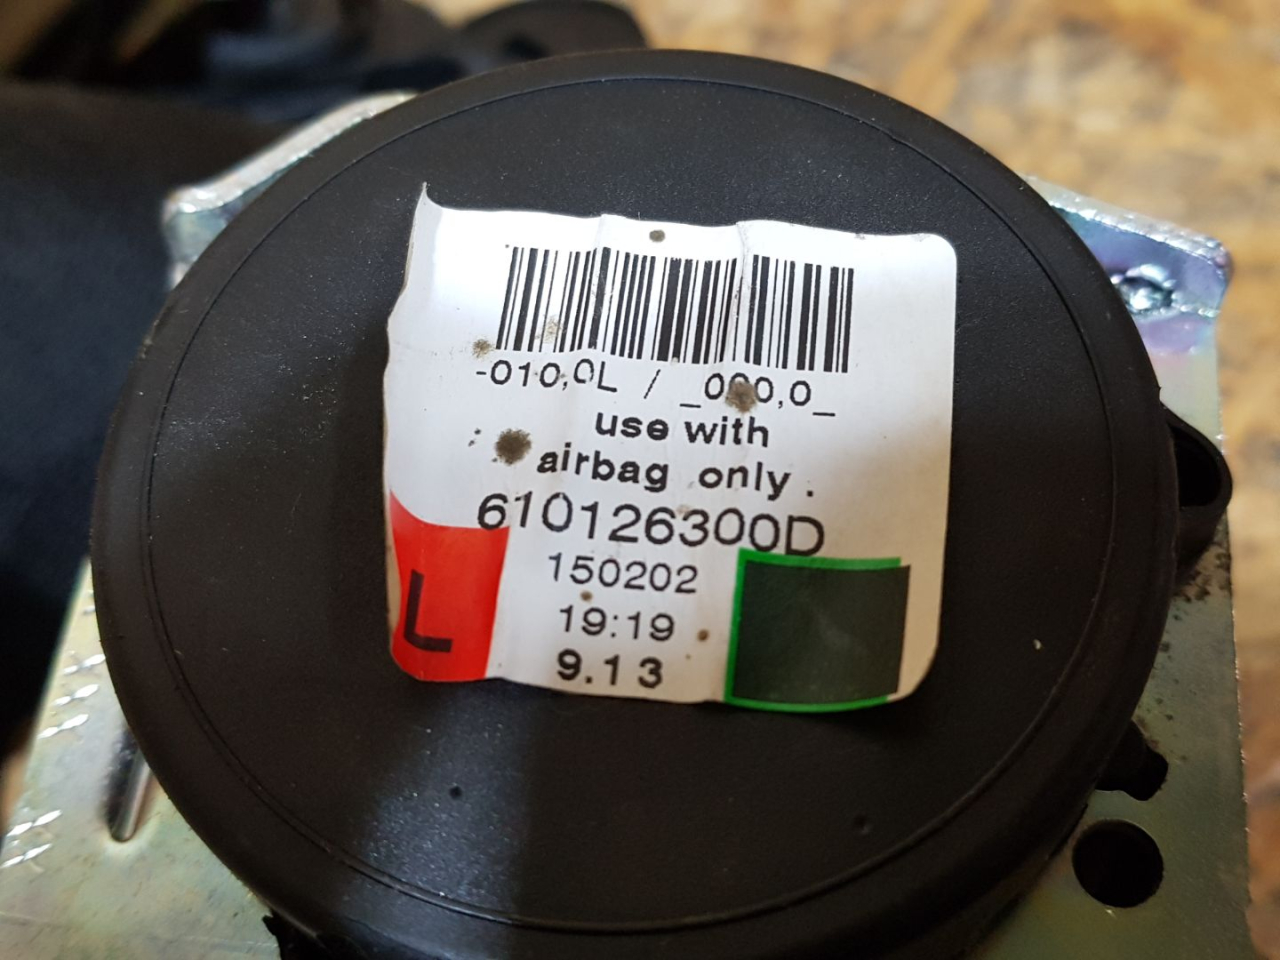 -010,0L / _000,0_
use with
airbag only.
610126300D
150202
L
19:19
9.13